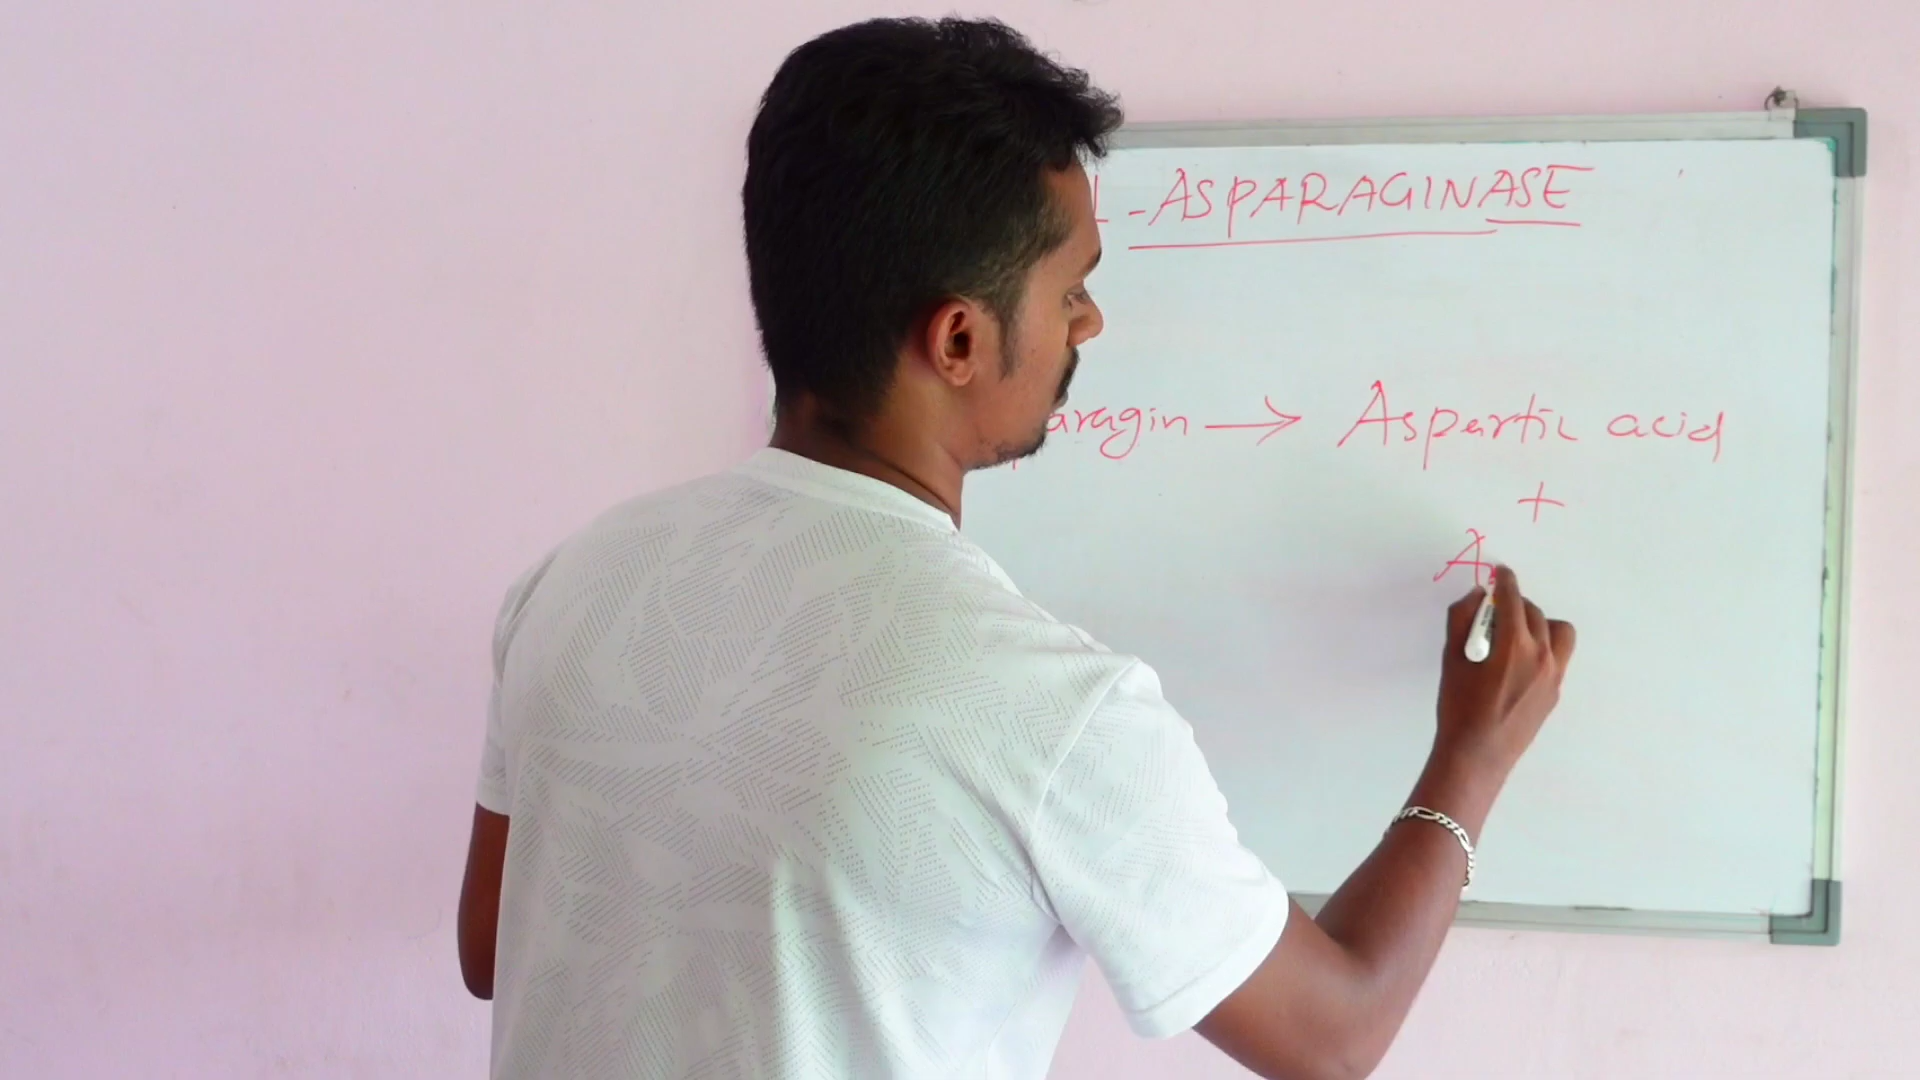 L-ASPARAGINASE
aragin → Aspartic acid
+
A